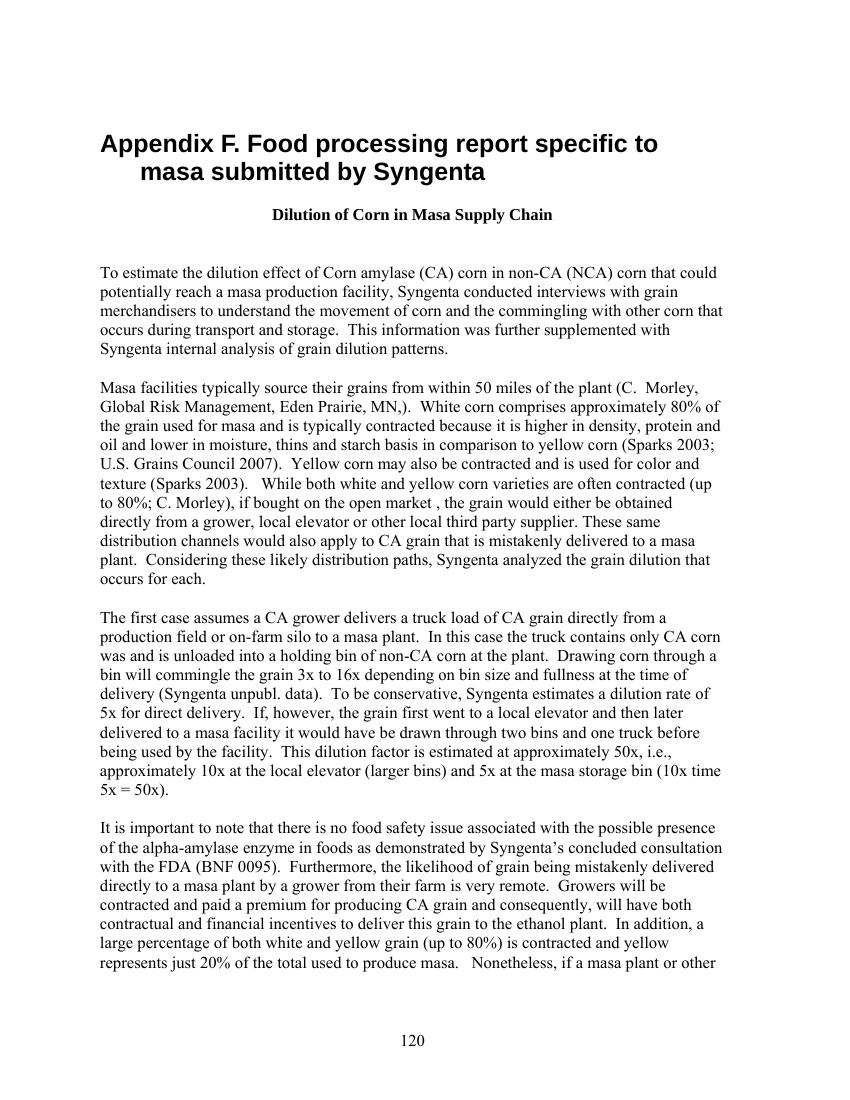 Appendix F. Food processing report specific to
masa submitted by Syngenta
Dilution of Corn in Masa Supply Chain
To estimate the dilution effect of Corn amylase (CA) corn in non-CA (NCA) corn that could
potentially reach a masa production facility, Syngenta conducted interviews with grain
merchandisers to understand the movement of corn and the commingling with other corn that
occurs during transport and storage.  This information was further supplemented with
Syngenta internal analysis of grain dilution patterns.
Masa facilities typically source their grains from within 50 miles of the plant (C.  Morley,
Global Risk Management, Eden Prairie, MN,).  White corn comprises approximately 80% of
the grain used for masa and is typically contracted because it is higher in density, protein and
oil and lower in moisture, thins and starch basis in comparison to yellow corn (Sparks 2003;
U.S. Grains Council 2007).  Yellow corn may also be contracted and is used for color and
texture (Sparks 2003).   While both white and yellow corn varieties are often contracted (up
to 80%; C. Morley), if bought on the open market , the grain would either be obtained
directly from a grower, local elevator or other local third party supplier. These same
distribution channels would also apply to CA grain that is mistakenly delivered to a masa
plant.  Considering these likely distribution paths, Syngenta analyzed the grain dilution that
occurs for each.
The first case assumes a CA grower delivers a truck load of CA grain directly from a
production field or on-farm silo to a masa plant.  In this case the truck contains only CA corn
was and is unloaded into a holding bin of non-CA corn at the plant.  Drawing corn through a
bin will commingle the grain 3x to 16x depending on bin size and fullness at the time of
delivery (Syngenta unpubl. data).  To be conservative, Syngenta estimates a dilution rate of
5x for direct delivery.  If, however, the grain first went to a local elevator and then later
delivered to a masa facility it would have be drawn through two bins and one truck before
being used by the facility.  This dilution factor is estimated at approximately 50x, i.e.,
approximately 10x at the local elevator (larger bins) and 5x at the masa storage bin (10x time
5x = 50x).
It is important to note that there is no food safety issue associated with the possible presence
of the alpha-amylase enzyme in foods as demonstrated by Syngenta’s concluded consultation
with the FDA (BNF 0095).  Furthermore, the likelihood of grain being mistakenly delivered
directly to a masa plant by a grower from their farm is very remote.  Growers will be
contracted and paid a premium for producing CA grain and consequently, will have both
contractual and financial incentives to deliver this grain to the ethanol plant.  In addition, a
large percentage of both white and yellow grain (up to 80%) is contracted and yellow
represents just 20% of the total used to produce masa.   Nonetheless, if a masa plant or other
120